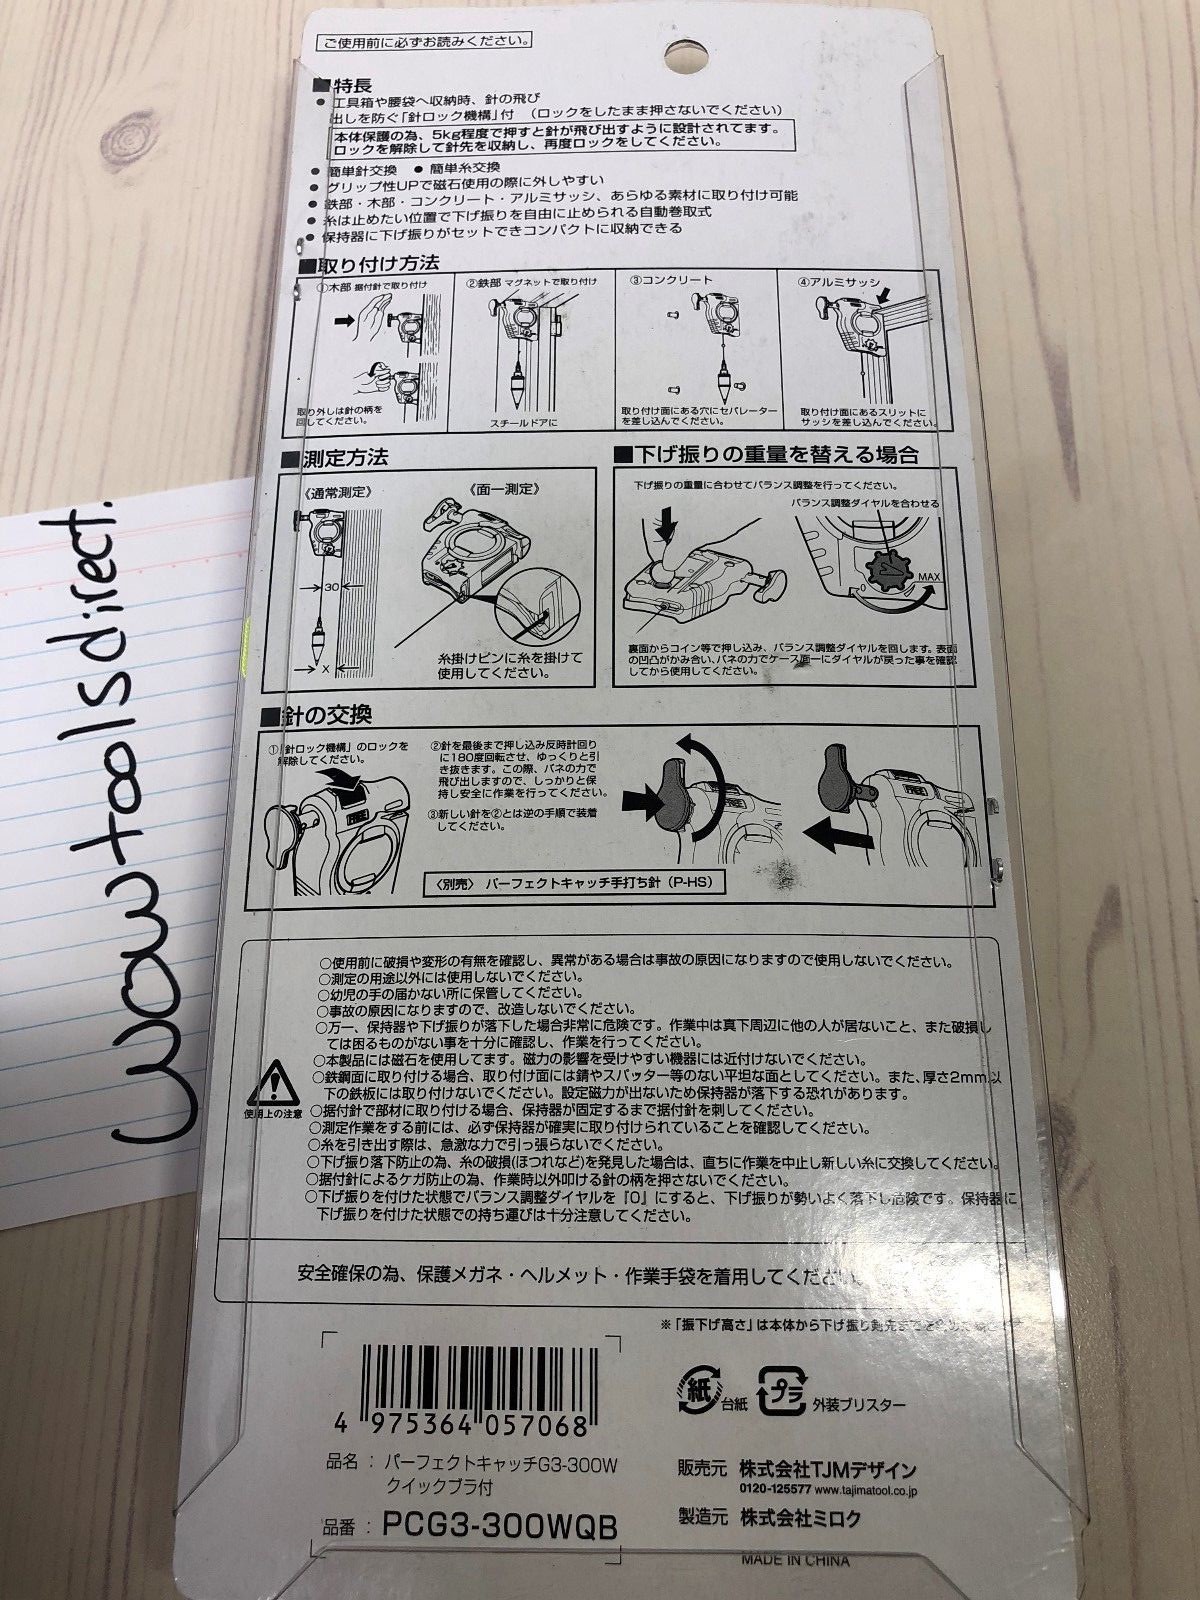 ご使用前に必ずお読みください。
■特長
● 工具箱や腰袋へ収納時、針の飛び
出しを防ぐ「針ロック機構」付 (ロックをしたまま押さないでください)
本体保護の為、5kg程度で押すと針が飛び出すように設計されてます。
ロックを解除して針先を収納し、再度ロックをしてください。
● 簡単針交換 ● 簡単糸交換
● グリップ性UPで磁石使用の際に外しやすい
● 鉄部・木部・コンクリート・アルミサッシ、あらゆる素材に取り付け可能
● 糸は止めたい位置で下げ振りを自由に止められる自動巻取式
● 保持器に下げ振りがセットできコンパクトに収納できる
■取り付け方法
①木部 据付針で取り付け
取り外しは針の柄を
回してください。
②鉄部 マグネットで取り付け
スチールドアに
③コンクリート
取り付け面にある穴にセパレーター
を差し込んでください。
④アルミサッシ
取り付け面にあるスリットに
サッシを差し込んでください。
■測定方法
《通常測定》
30
X
《面一測定》
糸掛けピンに糸を掛けて
使用してください。
■下げ振りの重量を替える場合
下げ振りの重量に合わせてバランス調整を行ってください。
バランス調整ダイヤルを合わせる
MAX
裏面からコイン等で押し込み、バランス調整ダイヤルを回します。表面
の凹凸がかみ合い、バネの力でケース面一にダイヤルが戻った事を確認
してから使用してください。
■針の交換
①「針ロック機構」のロックを
解除してください。
FREE
②針を最後まで押し込み反時計回り
に180度回転させ、ゆっくりと引
き抜きます。この際、バネの力で
飛び出しますので、しっかりと保
持し安全に作業を行ってください。
③新しい針を②とは逆の手順で装着
してください。
FREE
FREE
〈別売〉 パーフェクトキャッチ手打ち針(P-HS)
使用上の注意
○使用前に破損や変形の有無を確認し、異常がある場合は事故の原因になりますので使用しないでください。
○測定の用途以外には使用しないでください。
○幼児の手の届かない所に保管してください。
○事故の原因になりますので、改造しないでください。
○万一、保持器や下げ振りが落下した場合非常に危険です。作業中は真下周辺に他の人が居ないこと、また破損し
ては困るものがない事を十分に確認し、作業を行ってください。
○本製品には磁石を使用してます。磁力の影響を受けやすい機器には近付けないでください。
○鉄鋼面に取り付ける場合、取り付け面には錆やスパッター等のない平坦な面としてください。また、厚さ2mm以
下の鉄板には取り付けないでください。設定磁力が出ないため保持器が落下する恐れがあります。
○据付針で部材に取り付ける場合、保持器が固定するまで据付針を刺してください。
○測定作業をする前には、必ず保持器が確実に取り付けられていることを確認してください。
○糸を引き出す際は、急激な力で引っ張らないでください。
○下げ振り落下防止の為、糸の破損(ほつれなど)を発見した場合は、直ちに作業を中止し新しい糸に交換してください。
○据付針によるケガ防止の為、作業時以外叩ける針の柄を押さないでください。
○下げ振りを付けた状態でバランス調整ダイヤルを『0』にすると、下げ振りが勢いよく落下し危険です。保持器に
下げ振りを付けた状態での持ち運びは十分注意してください。
安全確保の為、保護メガネ・ヘルメット・作業手袋を着用してください。
※「振下げ高さ」は本体から下げ振り剣先までを
4 975364 057068
品名: パーフェクトキャッチG3-300W
クイックブラ付
品番: PCG3-300WQB
紙 台紙 プラ 外装ブリスター
販売元 株式会社TJMデザイン
0120-125577 www.tajimatool.co.jp
製造元 株式会社ミロク
MADE IN CHINA
wow tools direct.